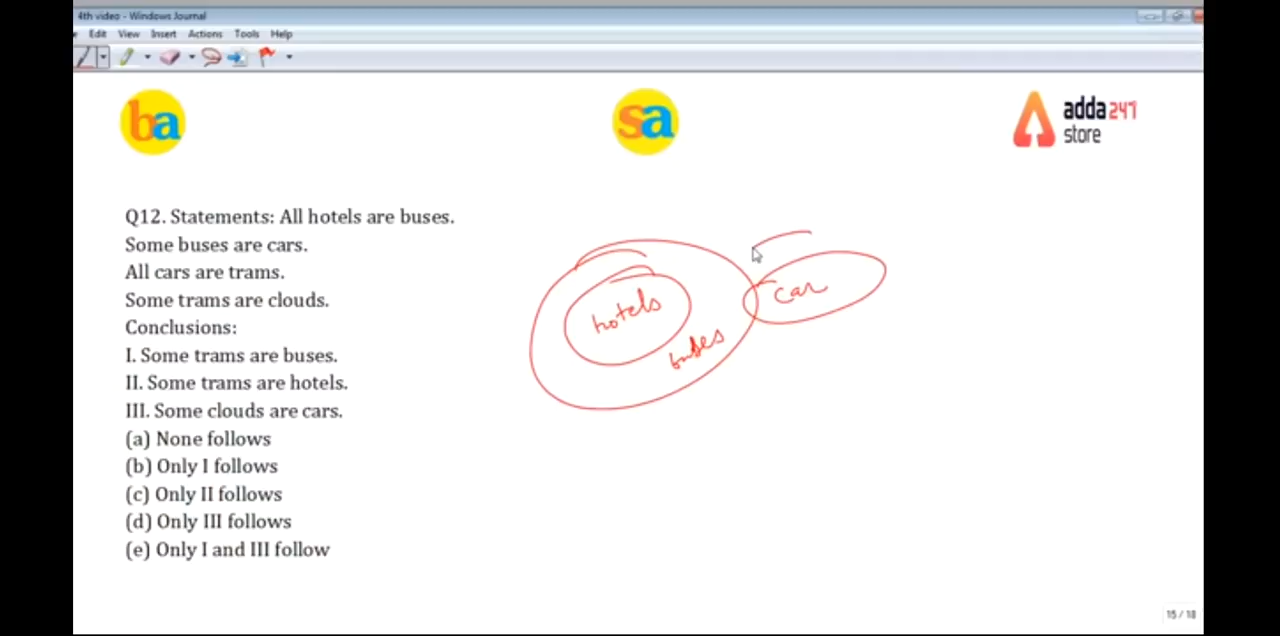 4th video - Windows Journal
Edit View Insert Actions Tools Help
ba
sa
adda247
store
Q12. Statements: All hotels are buses.
Some buses are cars.
All cars are trams.
Some trams are clouds.
Conclusions:
I. Some trams are buses.
II. Some trams are hotels.
III. Some clouds are cars.
(a) None follows
(b) Only I follows
(c) Only II follows
(d) Only III follows
(e) Only I and III follow
hotels
buses
car
15 / 18